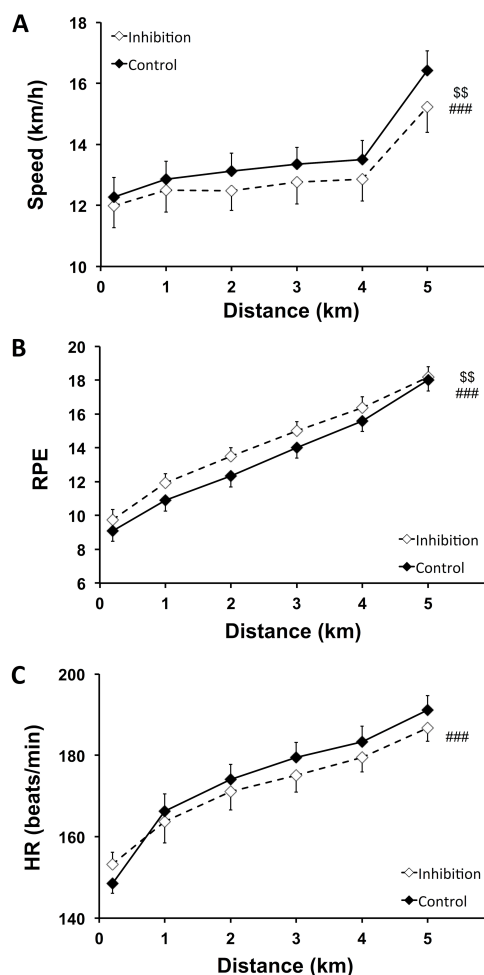 A
18
16
14
12
10
Speed (km/h)
Inhibition
Control
$$
###
0 1 2 3 4 5
Distance (km)
B
20
18
16
14
12
10
8
6
RPE
$$
###
Inhibition
Control
0 1 2 3 4 5
Distance (km)
C
200
180
160
140
HR (beats/min)
###
Inhibition
Control
0 1 2 3 4 5
Distance (km)